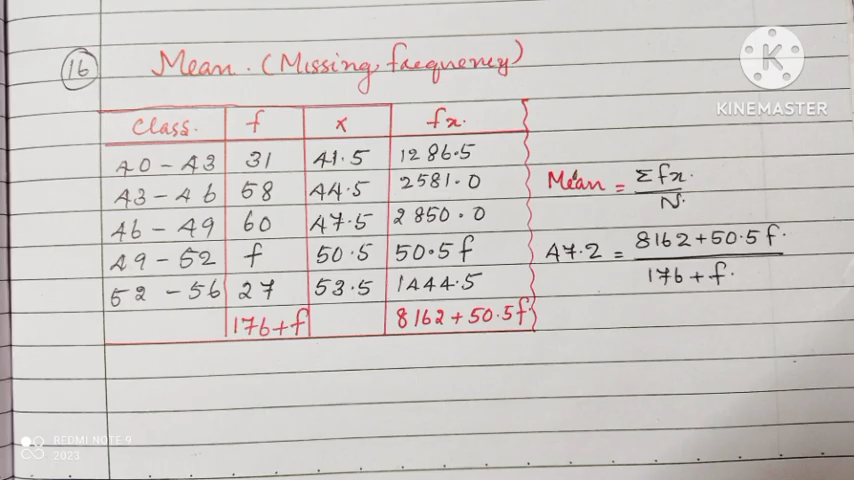 16 Mean. (Missing frequency)
KINEMASTER
Class. f x fx.
40-43 31 41.5 1286.5
43-46 58 44.5 2581.0
46-49 60 47.5 2850.0
49-52 f 50.5 50.5f
52-56 27 53.5 1444.5
176+f 8162+50.5f
Mean = Σfx. / N.
47.2 = 8162+50.5f. / 176+f.
REDMI NOTE 9
2023